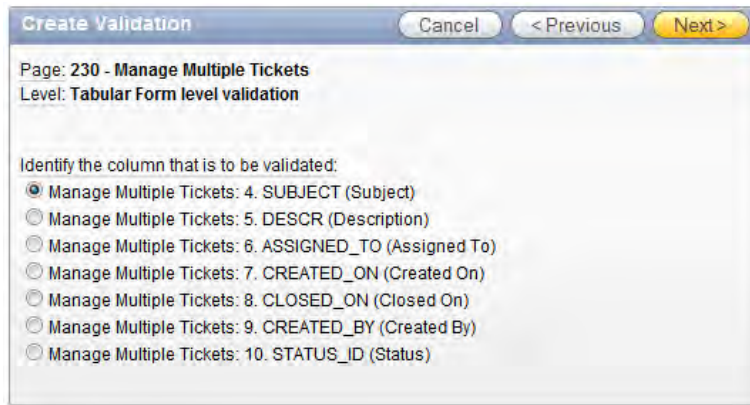 Create Validation
Cancel
< Previous
Next >
Page: 230 - Manage Multiple Tickets
Level: Tabular Form level validation
Identify the column that is to be validated:
Manage Multiple Tickets: 4. SUBJECT (Subject)
Manage Multiple Tickets: 5. DESCR (Description)
Manage Multiple Tickets: 6. ASSIGNED_TO (Assigned To)
Manage Multiple Tickets: 7. CREATED_ON (Created On)
Manage Multiple Tickets: 8. CLOSED_ON (Closed On)
Manage Multiple Tickets: 9. CREATED_BY (Created By)
Manage Multiple Tickets: 10. STATUS_ID (Status)